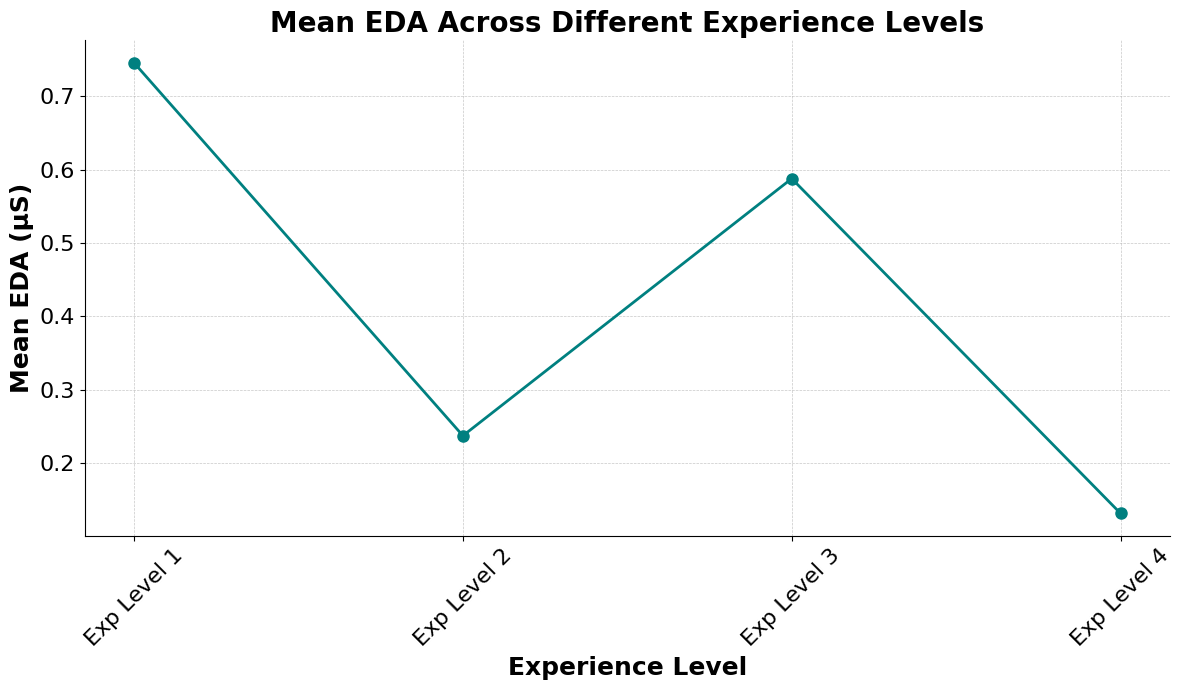 Mean EDA Across Different Experience Levels
Mean EDA (µS)
0.7
0.6
0.5
0.4
0.3
0.2
Exp Level 1
Exp Level 2
Exp Level 3
Exp Level 4
Experience Level